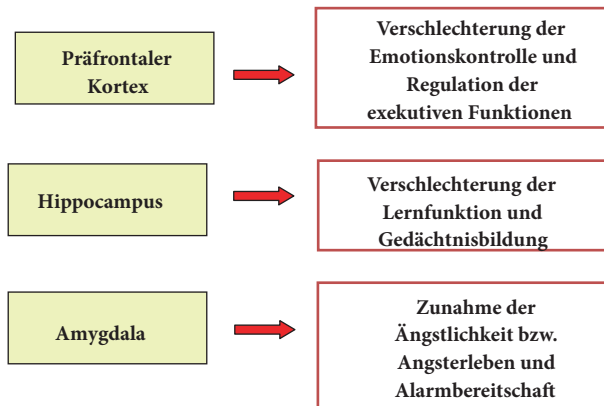 Präfrontaler
Kortex
Verschlechterung der
Emotionskontrolle und
Regulation der
exekutiven Funktionen
Hippocampus
Verschlechterung der
Lernfunktion und
Gedächtnisbildung
Amygdala
Zunahme der
Ängstlichkeit bzw.
Angsterleben und
Alarmbereitschaft